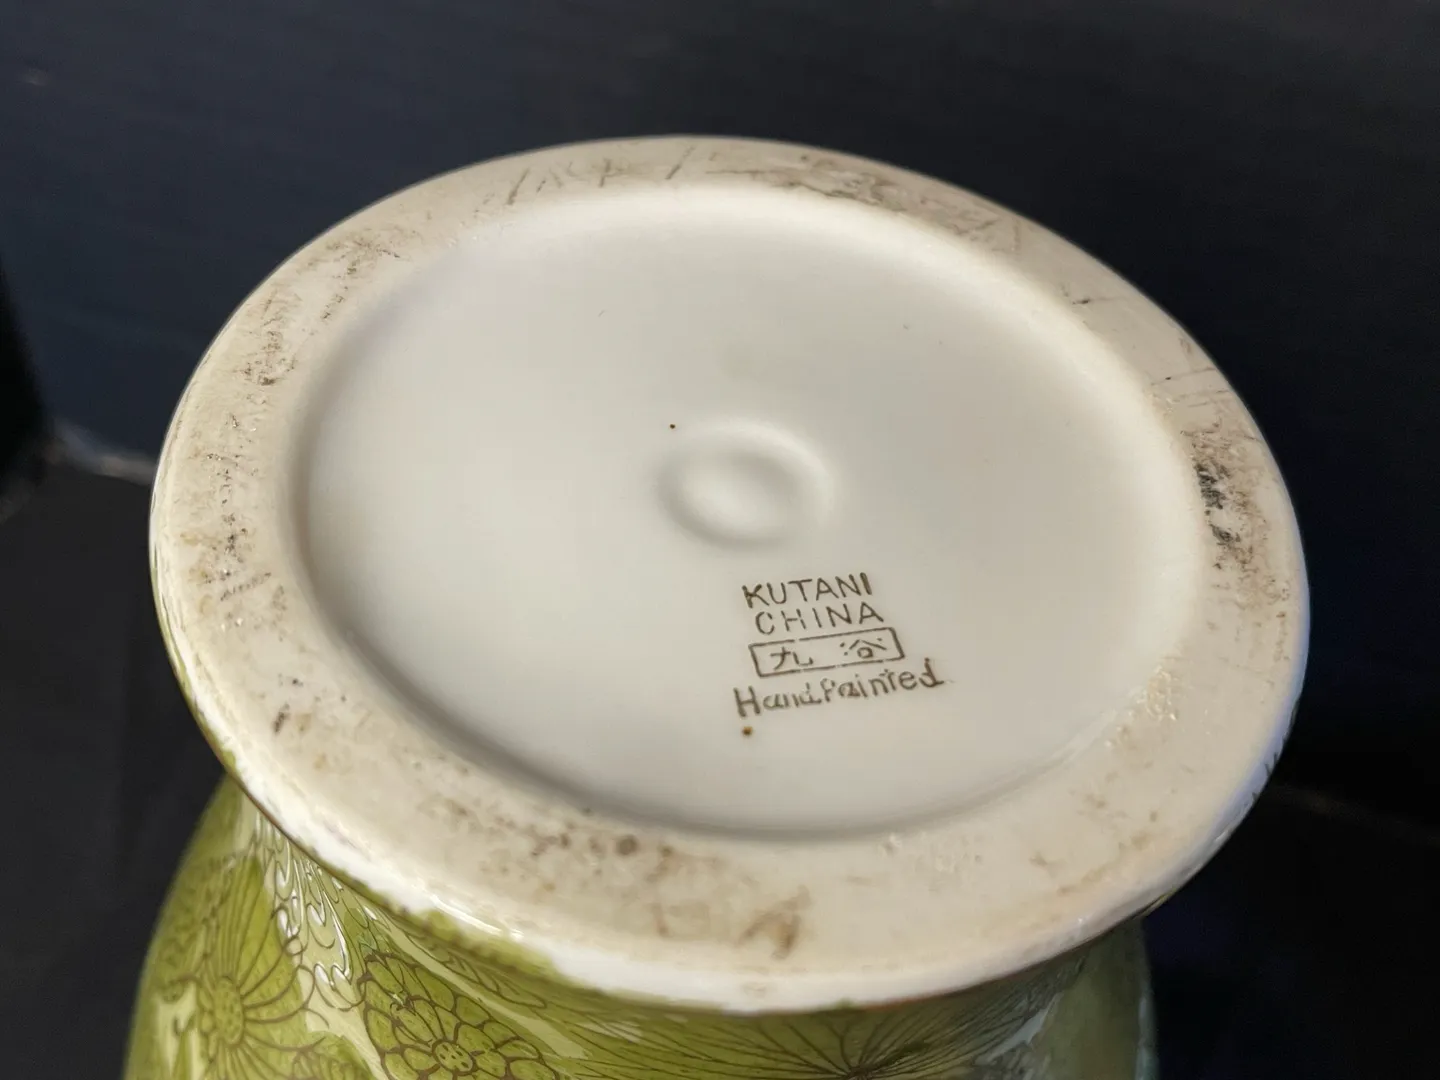 KUTANI
CHINA
九谷
Hand Painted